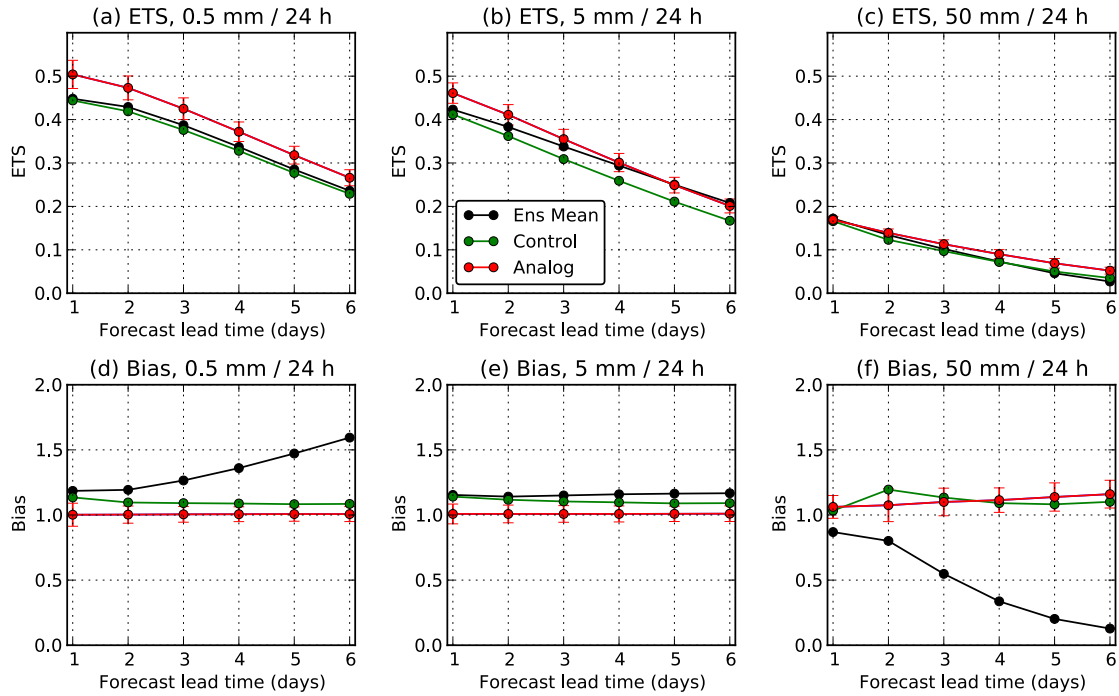 (a) ETS, 0.5 mm / 24 h
(b) ETS, 5 mm / 24 h
(c) ETS, 50 mm / 24 h
ETS
0.5
0.4
0.3
0.2
0.1
0.0
1 2 3 4 5 6
Forecast lead time (days)
ETS
0.5
0.4
0.3
0.2
0.1
0.0
Ens Mean
Control
Analog
1 2 3 4 5 6
Forecast lead time (days)
ETS
0.5
0.4
0.3
0.2
0.1
0.0
1 2 3 4 5 6
Forecast lead time (days)
(d) Bias, 0.5 mm / 24 h
(e) Bias, 5 mm / 24 h
(f) Bias, 50 mm / 24 h
Bias
2.0
1.5
1.0
0.5
0.0
1 2 3 4 5 6
Forecast lead time (days)
Bias
2.0
1.5
1.0
0.5
0.0
1 2 3 4 5 6
Forecast lead time (days)
Bias
2.0
1.5
1.0
0.5
0.0
1 2 3 4 5 6
Forecast lead time (days)